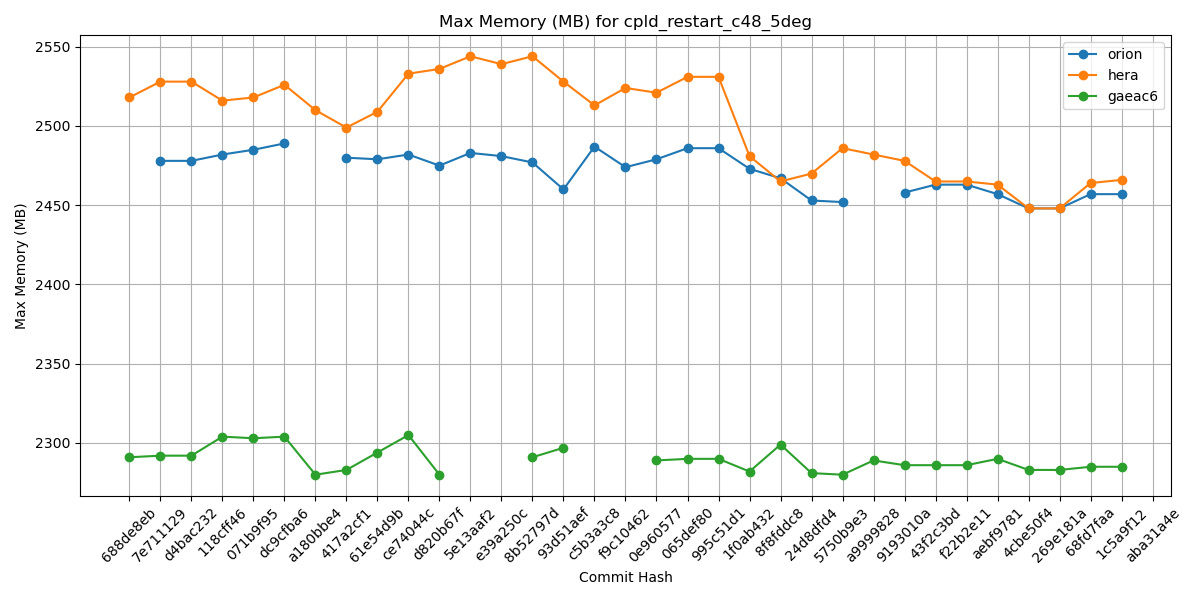 Max Memory (MB) for cpld_restart_c48_5deg
orion
hera
gaeac6
Max Memory (MB)
2550
2500
2450
2400
2350
2300
688de8eb
7e711129
d4bac232
118cff46
071b9f95
dc9cfba6
a180bbe4
417a2cf1
61e54d9b
ce74044c
d820b67f
5e13aaf2
e39a250c
8b52797d
93d51aef
c5b3a3c8
f9c10462
0e960577
065def80
995c51d1
1f0ab432
8f8fddc8
24d8dfd4
5750b9e3
a9999828
9193010a
43f2c3bd
f22b2e11
aebf9781
4cbe50f4
269e181a
68fd7faa
1c5a9f12
aba31a4e
Commit Hash